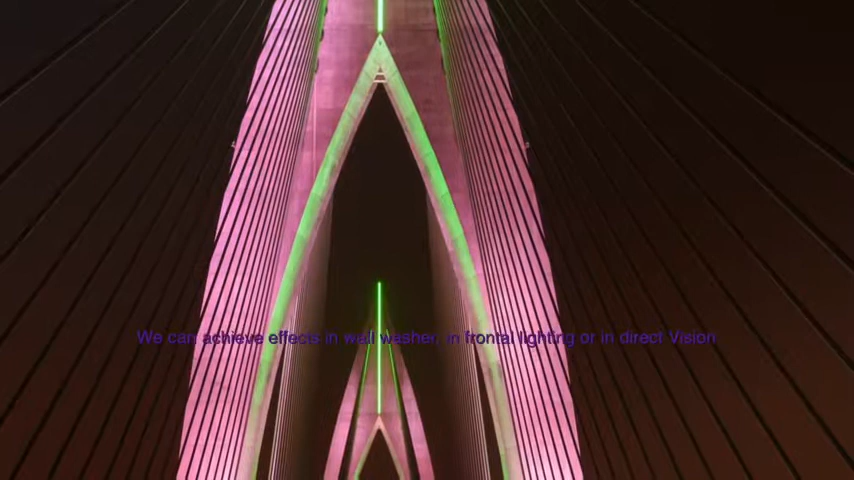 We can achieve effects in wall washer, in frontal lighting or in direct Vision